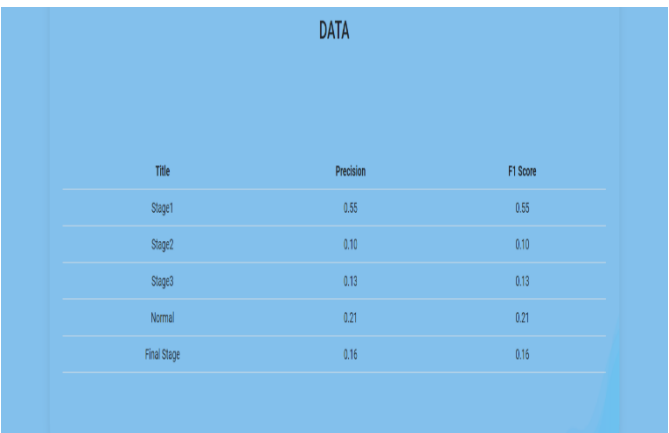 DATA
Title Precision F1 Score
Stage1 0.55 0.55
Stage2 0.10 0.10
Stage3 0.13 0.13
Normal 0.21 0.21
Final Stage 0.16 0.16